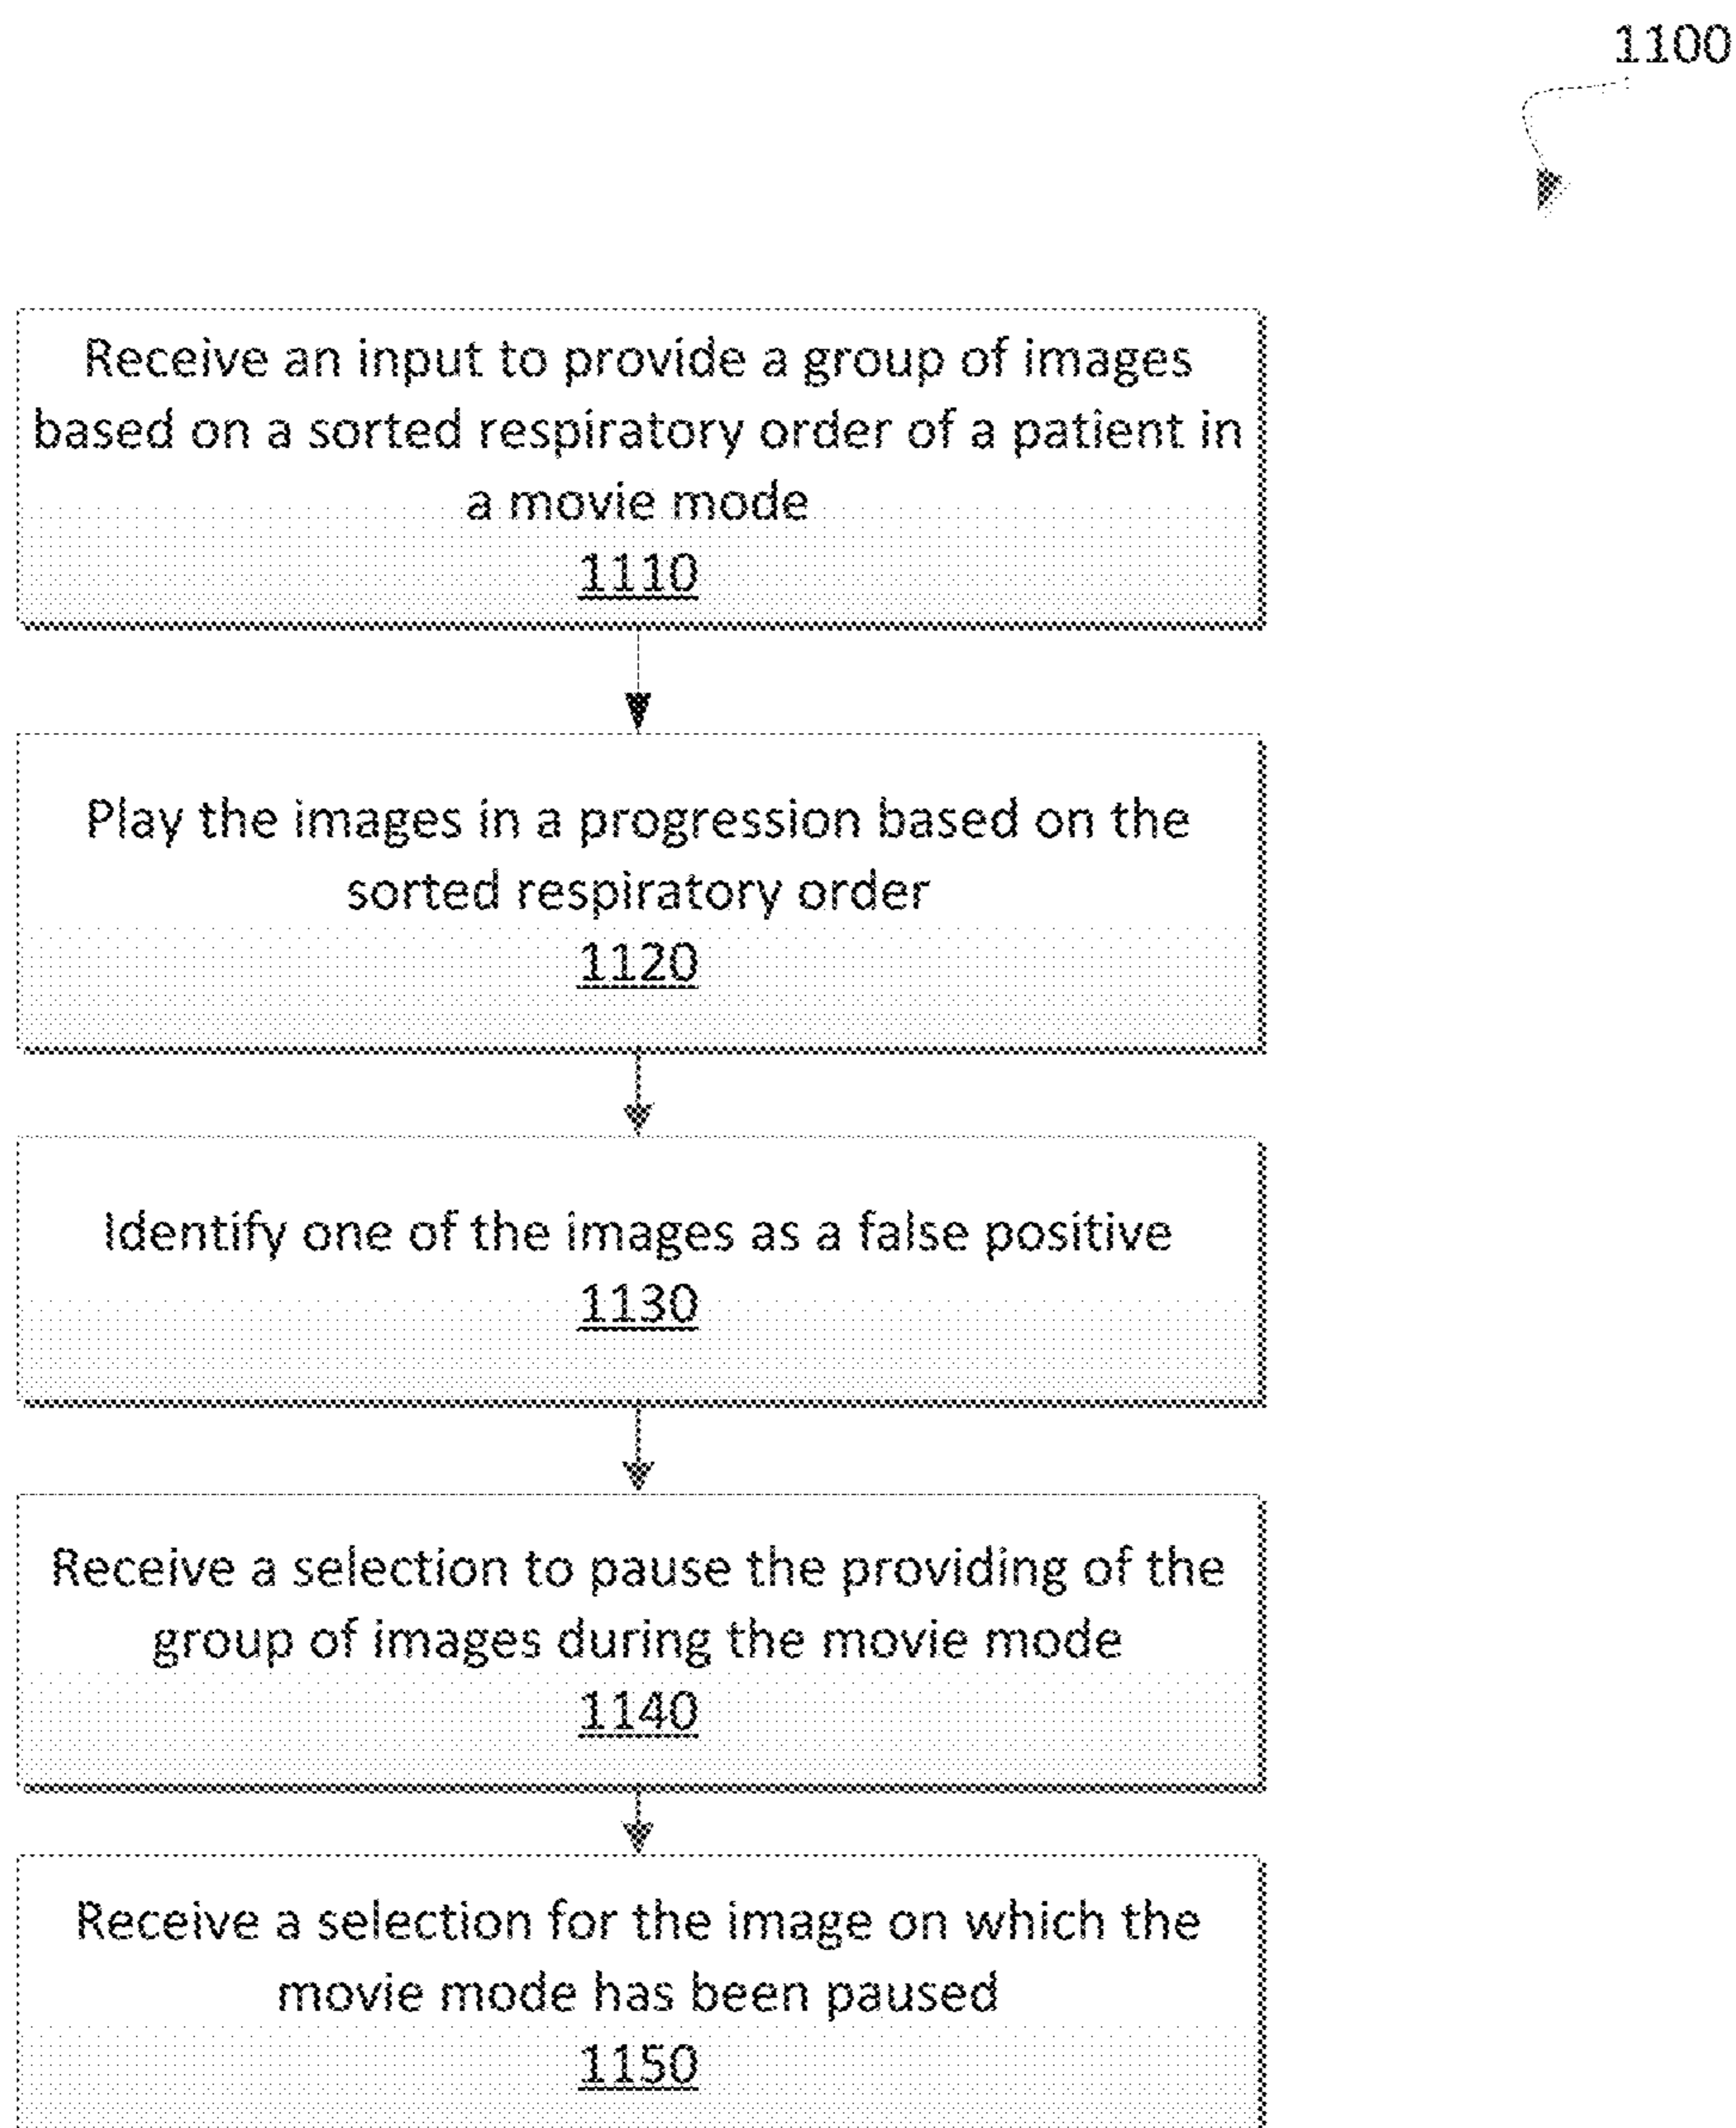 1100
Receive an input to provide a group of images
based on a sorted respiratory order of a patient in
a movie mode
1110
Play the images in a progression based on the
sorted respiratory order
1120
Identify one of the images as a false positive
1130
Receive a selection to pause the providing of the
group of images during the movie mode
1140
Receive a selection for the image on which the
movie mode has been paused
1150